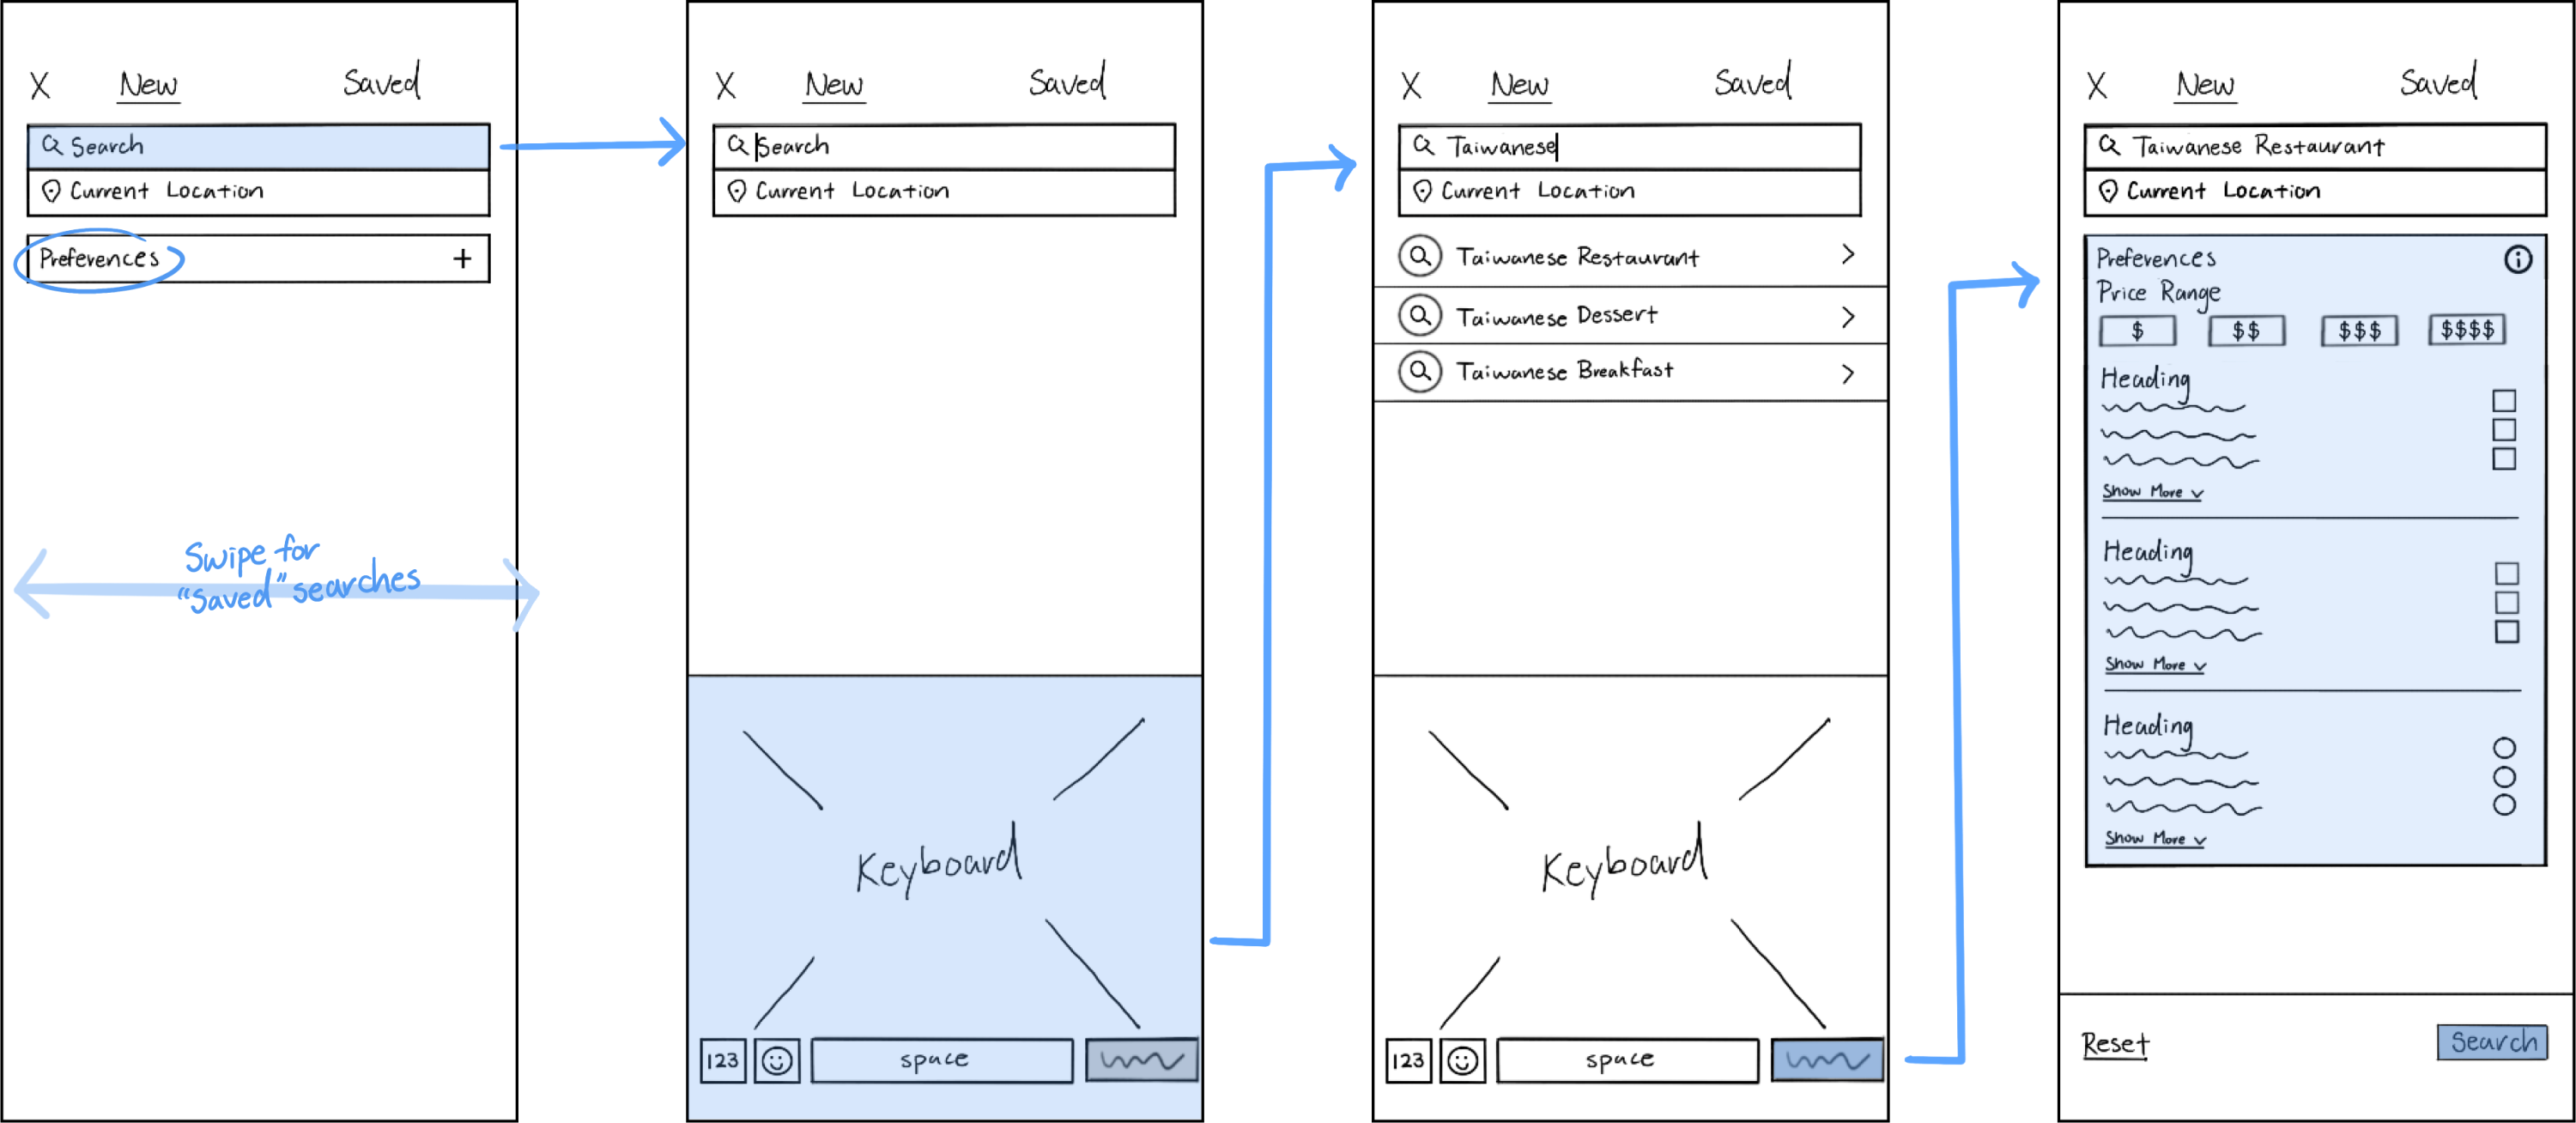 X New Saved
Search
Current Location
Preferences +
Swipe for
"Saved" searches
X New Saved
Search
Current Location
Keyboard
123 space
X New Saved
Taiwanese
Current Location
Taiwanese Restaurant
Taiwanese Dessert
Taiwanese Breakfast
Keyboard
123 space
X New Saved
Taiwanese Restaurant
Current Location
Preferences i
Price Range
$ $$ $$$ $$$$
Heading
Show More
Heading
Show More
Heading
Show More
Reset Search